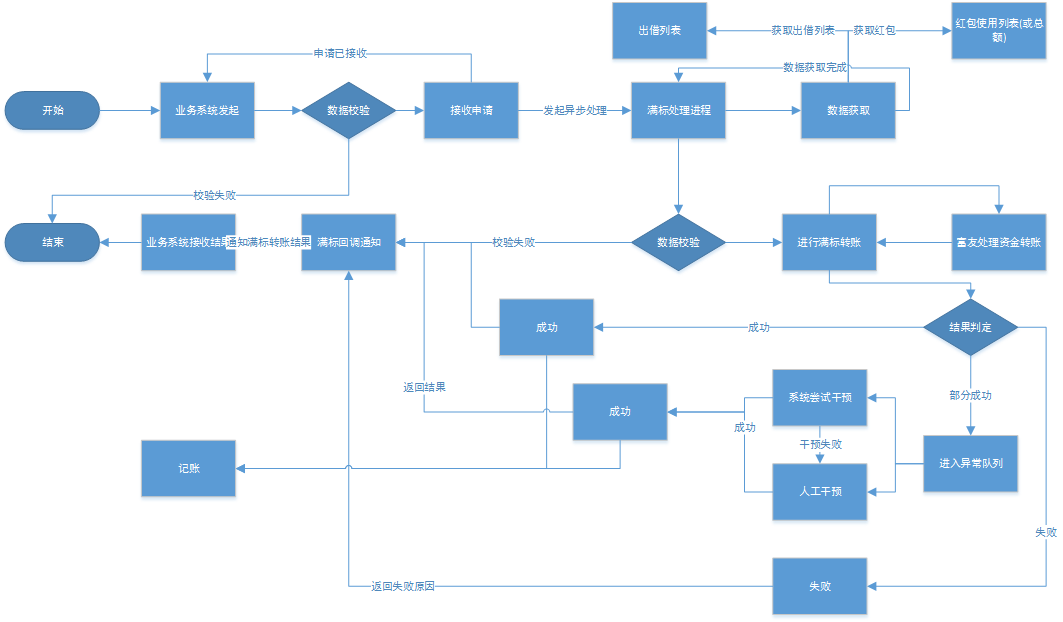 出借列表
获取出借列表
获取红包
红包使用列表(或总
额)
申请已接收
数据获取完成
开始
业务系统发起
数据校验
接收申请
发起异步处理
满标处理进程
数据获取
校验失败
结束
业务系统接收结果
通知满标转账结果
满标回调通知
校验失败
数据校验
进行满标转账
富友处理资金转账
成功
成功
结果判定
返回结果
成功
系统尝试干预
部分成功
成功
干预失败
记账
人工干预
进入异常队列
失败
返回失败原因
失败